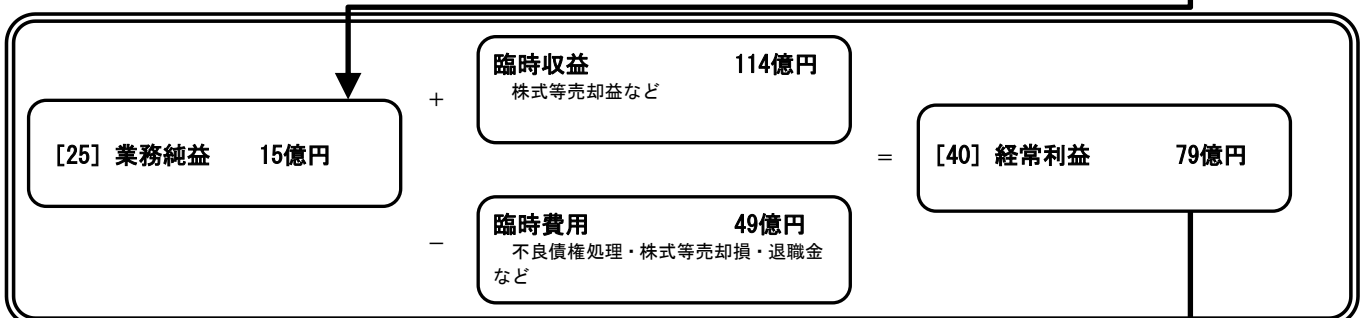 臨時収益 114億円
株式等売却益など
+
[25] 業務純益 15億円
=
[40] 経常利益 79億円
臨時費用 49億円
不良債権処理・株式等売却損・退職金
など
−